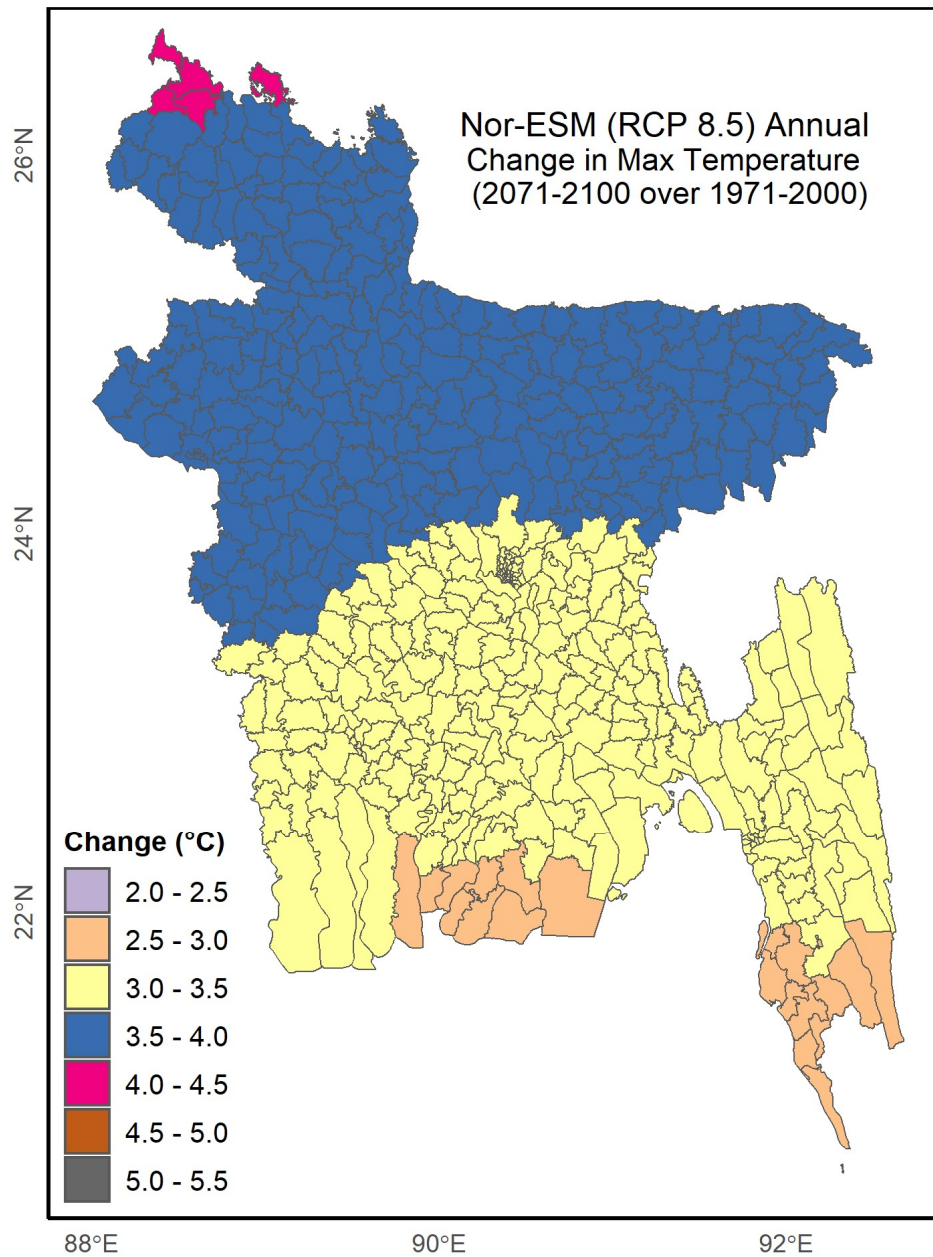 Nor-ESM (RCP 8.5) Annual
Change in Max Temperature
(2071-2100 over 1971-2000)
26°N
24°N
22°N
Change (°C)
2.0 - 2.5
2.5 - 3.0
3.0 - 3.5
3.5 - 4.0
4.0 - 4.5
4.5 - 5.0
5.0 - 5.5
88°E
90°E
92°E